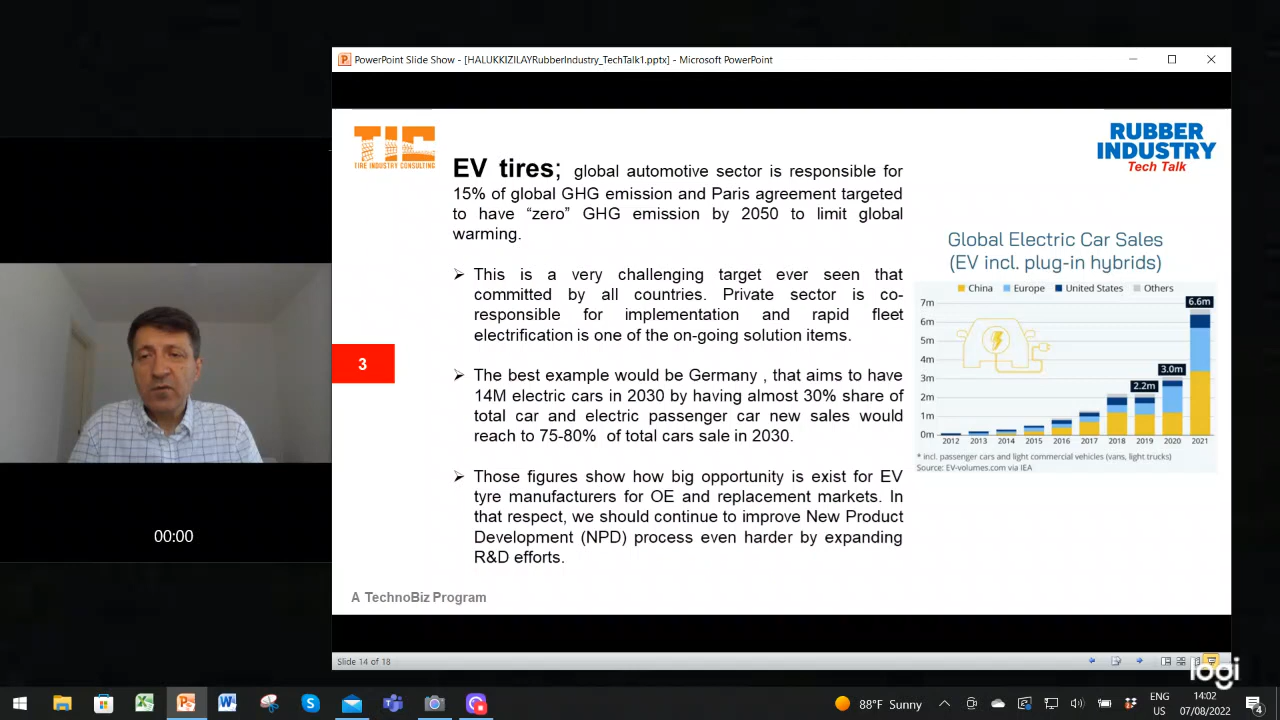 PowerPoint Slide Show - [HALUKKIZILAYRubberIndustry_TechTalk1.pptx] - Microsoft PowerPoint
TIC
TIRE INDUSTRY CONSULTING
RUBBER
INDUSTRY
Tech Talk
EV tires; global automotive sector is responsible for
15% of global GHG emission and Paris agreement targeted
to have “zero” GHG emission by 2050 to limit global
warming.
➢ This is a very challenging target ever seen that
committed by all countries. Private sector is co-
responsible for implementation and rapid fleet
electrification is one of the on-going solution items.
➢ The best example would be Germany , that aims to have
14M electric cars in 2030 by having almost 30% share of
total car and electric passenger car new sales would
reach to 75-80% of total cars sale in 2030.
➢ Those figures show how big opportunity is exist for EV
tyre manufacturers for OE and replacement markets. In
that respect, we should continue to improve New Product
Development (NPD) process even harder by expanding
R&D efforts.
Global Electric Car Sales
(EV incl. plug-in hybrids)
China Europe United States Others
7m
6m
5m
4m
3m
2m
1m
0m
2.2m
3.0m
6.6m
2012 2013 2014 2015 2016 2017 2018 2019 2020 2021
* incl. passenger cars and light commercial vehicles (vans, light trucks)
Source: EV-volumes.com via IEA
3
00:00
A TechnoBiz Program
Slide 14 of 18
logi
88°F Sunny
ENG
US
14:02
07/08/2022
4